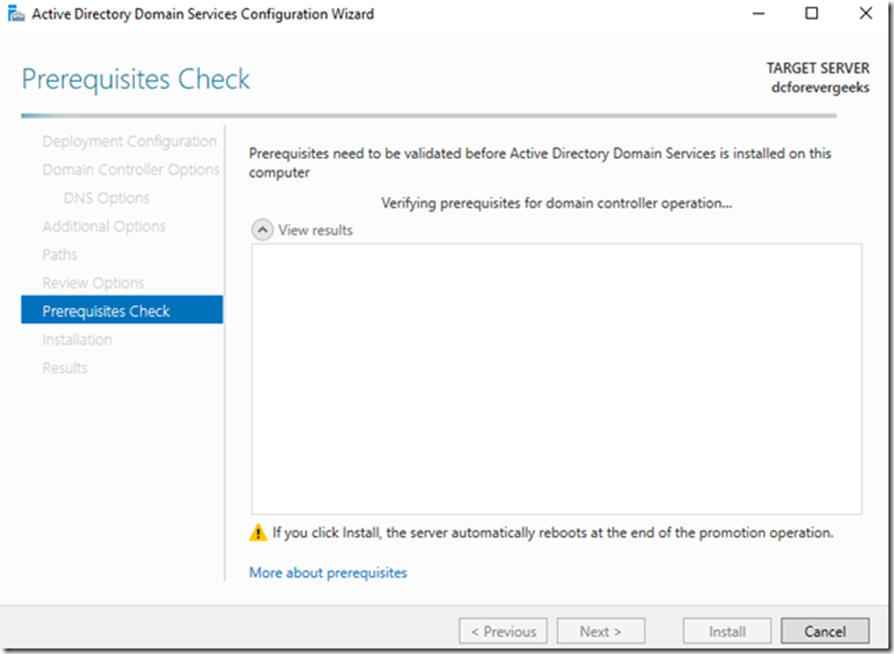 Active Directory Domain Services Configuration Wizard
Prerequisites Check
TARGET SERVER
dcforevergeeks
Deployment Configuration
Domain Controller Options
DNS Options
Additional Options
Paths
Review Options
Prerequisites Check
Installation
Results
Prerequisites need to be validated before Active Directory Domain Services is installed on this
computer
Verifying prerequisites for domain controller operation...
View results
If you click Install, the server automatically reboots at the end of the promotion operation.
More about prerequisites
< Previous
Next >
Install
Cancel